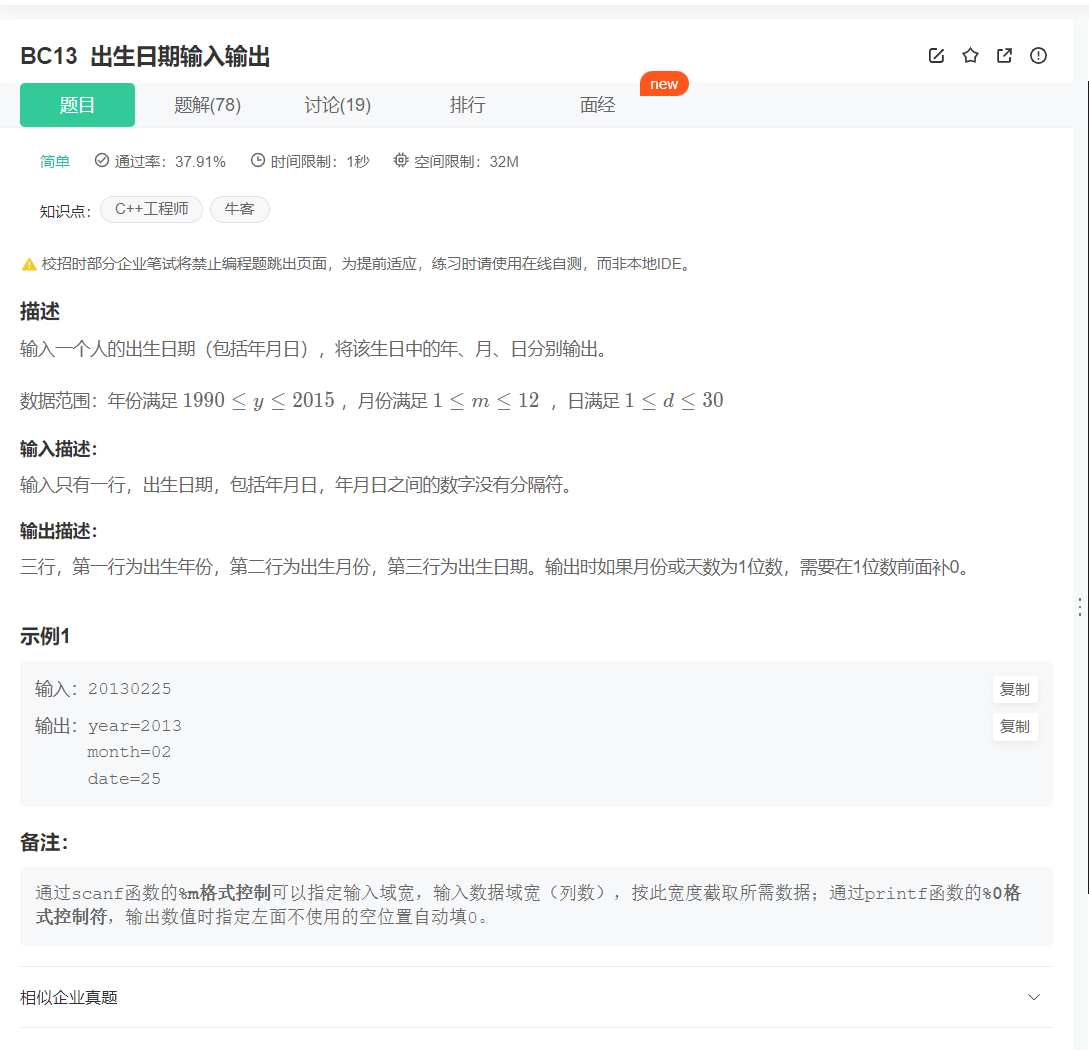 BC13 出生日期输入输出
题目 题解(78) 讨论(19) 排行 面经 new
简单 通过率：37.91% 时间限制：1秒 空间限制：32M
知识点： C++工程师 牛客
校招时部分企业笔试将禁止编程题跳出页面，为提前适应，练习时请使用在线自测，而非本地IDE。
描述
输入一个人的出生日期（包括年月日），将该生日中的年、月、日分别输出。
数据范围：年份满足 1990 ≤ y ≤ 2015 ，月份满足 1 ≤ m ≤ 12 ，日满足 1 ≤ d ≤ 30
输入描述：
输入只有一行，出生日期，包括年月日，年月日之间的数字没有分隔符。
输出描述：
三行，第一行为出生年份，第二行为出生月份，第三行为出生日期。输出时如果月份或天数为1位数，需要在1位数前面补0。
示例1
输入：20130225 复制
输出：year=2013 复制
month=02
date=25
备注：
通过scanf函数的%m格式控制可以指定输入域宽，输入数据域宽（列数），按此宽度截取所需数据；通过printf函数的%0格
式控制符，输出数值时指定左面不使用的空位置自动填0。
相似企业真题